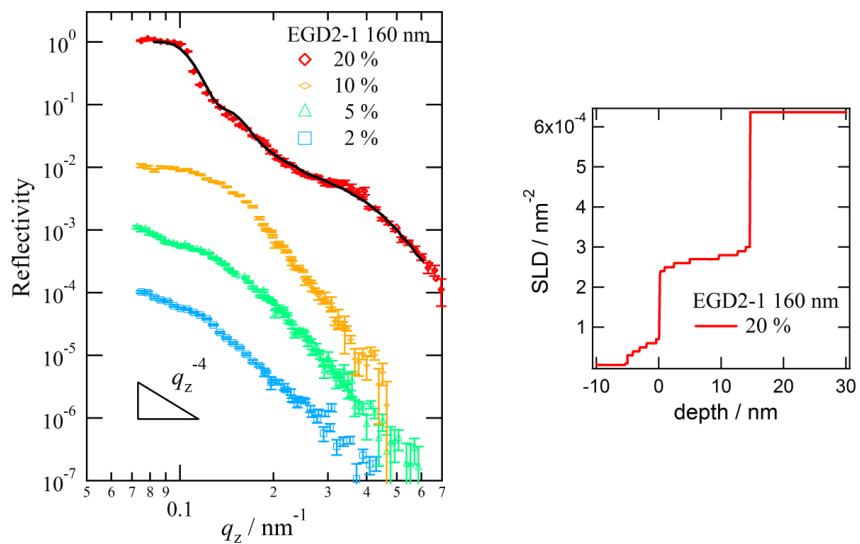 EGD2-1 160 nm
20 %
10 %
5 %
2 %
10^0
10^-1
10^-2
10^-3
10^-4
10^-5
10^-6
10^-7
Reflectivity
q_z^-4
5 6 7 8 9 0.1 2 3 4 5 6 7
q_z / nm^-1
6x10^-4
5
4
3
2
1
SLD / nm^-2
EGD2-1 160 nm
20 %
-10 0 10 20 30
depth / nm